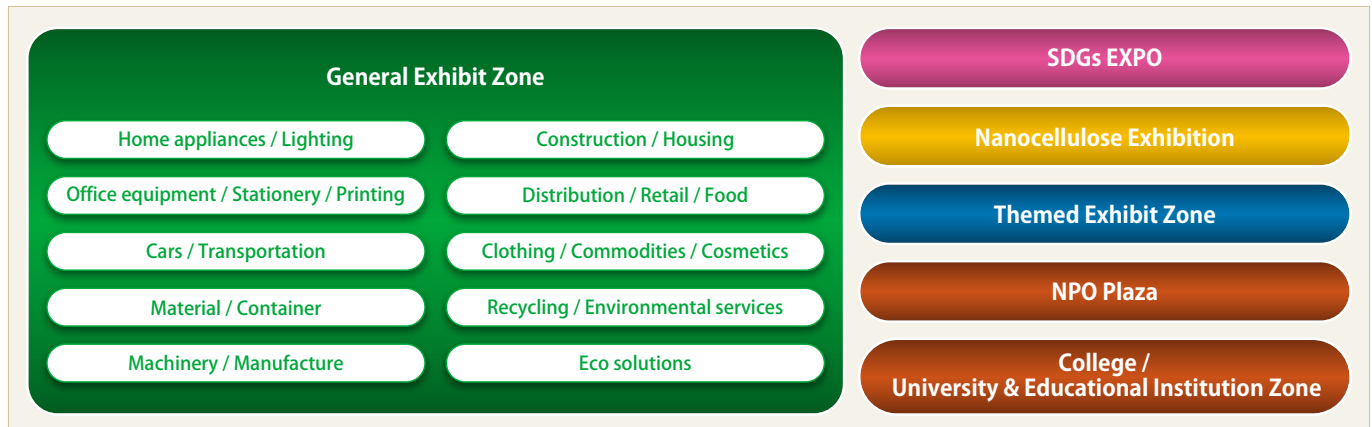 General Exhibit Zone
Home appliances / Lighting
Construction / Housing
Office equipment / Stationery / Printing
Distribution / Retail / Food
Cars / Transportation
Clothing / Commodities / Cosmetics
Material / Container
Recycling / Environmental services
Machinery / Manufacture
Eco solutions
SDGs EXPO
Nanocellulose Exhibition
Themed Exhibit Zone
NPO Plaza
College /
University & Educational Institution Zone